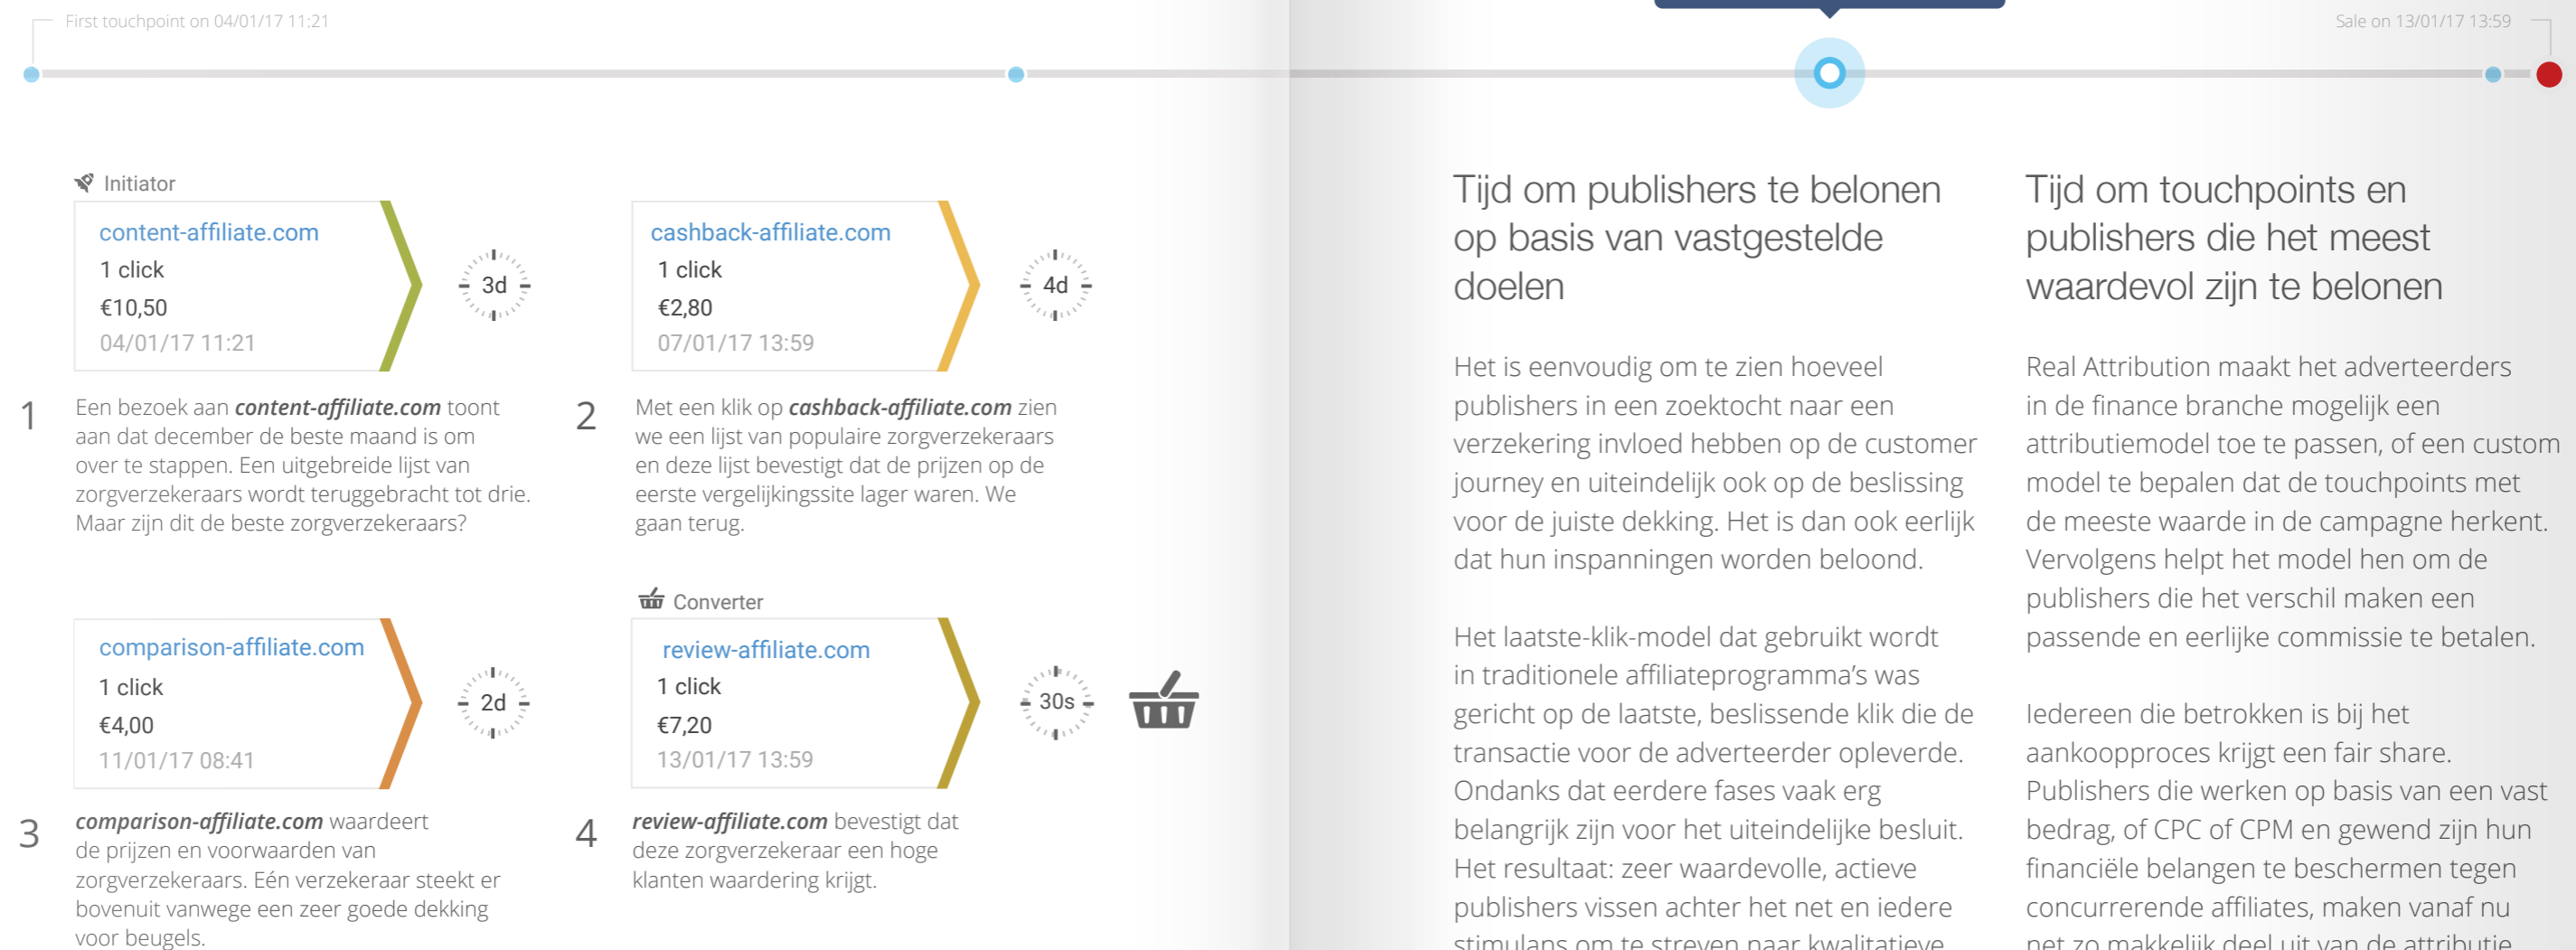 First touchpoint on 04/01/17 11:21
Sale on 13/01/17 13:59
Initiator
content-affiliate.com
1 click
€10,50
04/01/17 11:21
3d
cashback-affiliate.com
1 click
€2,80
07/01/17 13:59
4d
1
Een bezoek aan content-affiliate.com toont
aan dat december de beste maand is om
over te stappen. Een uitgebreide lijst van
zorgverzekeraars wordt teruggebracht tot drie.
Maar zijn dit de beste zorgverzekeraars?
2
Met een klik op cashback-affiliate.com zien
we een lijst van populaire zorgverzekeraars
en deze lijst bevestigt dat de prijzen op de
eerste vergelijkingssite lager waren. We
gaan terug.
comparison-affiliate.com
1 click
€4,00
11/01/17 08:41
2d
Converter
review-affiliate.com
1 click
€7,20
13/01/17 13:59
30s
3
comparison-affiliate.com waardeert
de prijzen en voorwaarden van
zorgverzekeraars. Eén verzekeraar steekt er
bovenuit vanwege een zeer goede dekking
voor beugels.
4
review-affiliate.com bevestigt dat
deze zorgverzekeraar een hoge
klanten waardering krijgt.
Tijd om publishers te belonen
op basis van vastgestelde
doelen
Het is eenvoudig om te zien hoeveel
publishers in een zoektocht naar een
verzekering invloed hebben op de customer
journey en uiteindelijk ook op de beslissing
voor de juiste dekking. Het is dan ook eerlijk
dat hun inspanningen worden beloond.
Het laatste-klik-model dat gebruikt wordt
in traditionele affiliateprogramma's was
gericht op de laatste, beslissende klik die de
transactie voor de adverteerder opleverde.
Ondanks dat eerdere fases vaak erg
belangrijk zijn voor het uiteindelijke besluit.
Het resultaat: zeer waardevolle, actieve
publishers vissen achter het net en iedere
stimulans om te streven naar kwalitatieve
Tijd om touchpoints en
publishers die het meest
waardevol zijn te belonen
Real Attribution maakt het adverteerders
in de finance branche mogelijk een
attributiemodel toe te passen, of een custom
model te bepalen dat de touchpoints met
de meeste waarde in de campagne herkent.
Vervolgens helpt het model hen om de
publishers die het verschil maken een
passende en eerlijke commissie te betalen.
Iedereen die betrokken is bij het
aankoopproces krijgt een fair share.
Publishers die werken op basis van een vast
bedrag, of CPC of CPM en gewend zijn hun
financiële belangen te beschermen tegen
concurrerende affiliates, maken vanaf nu
net zo makkelijk deel uit van de attributie